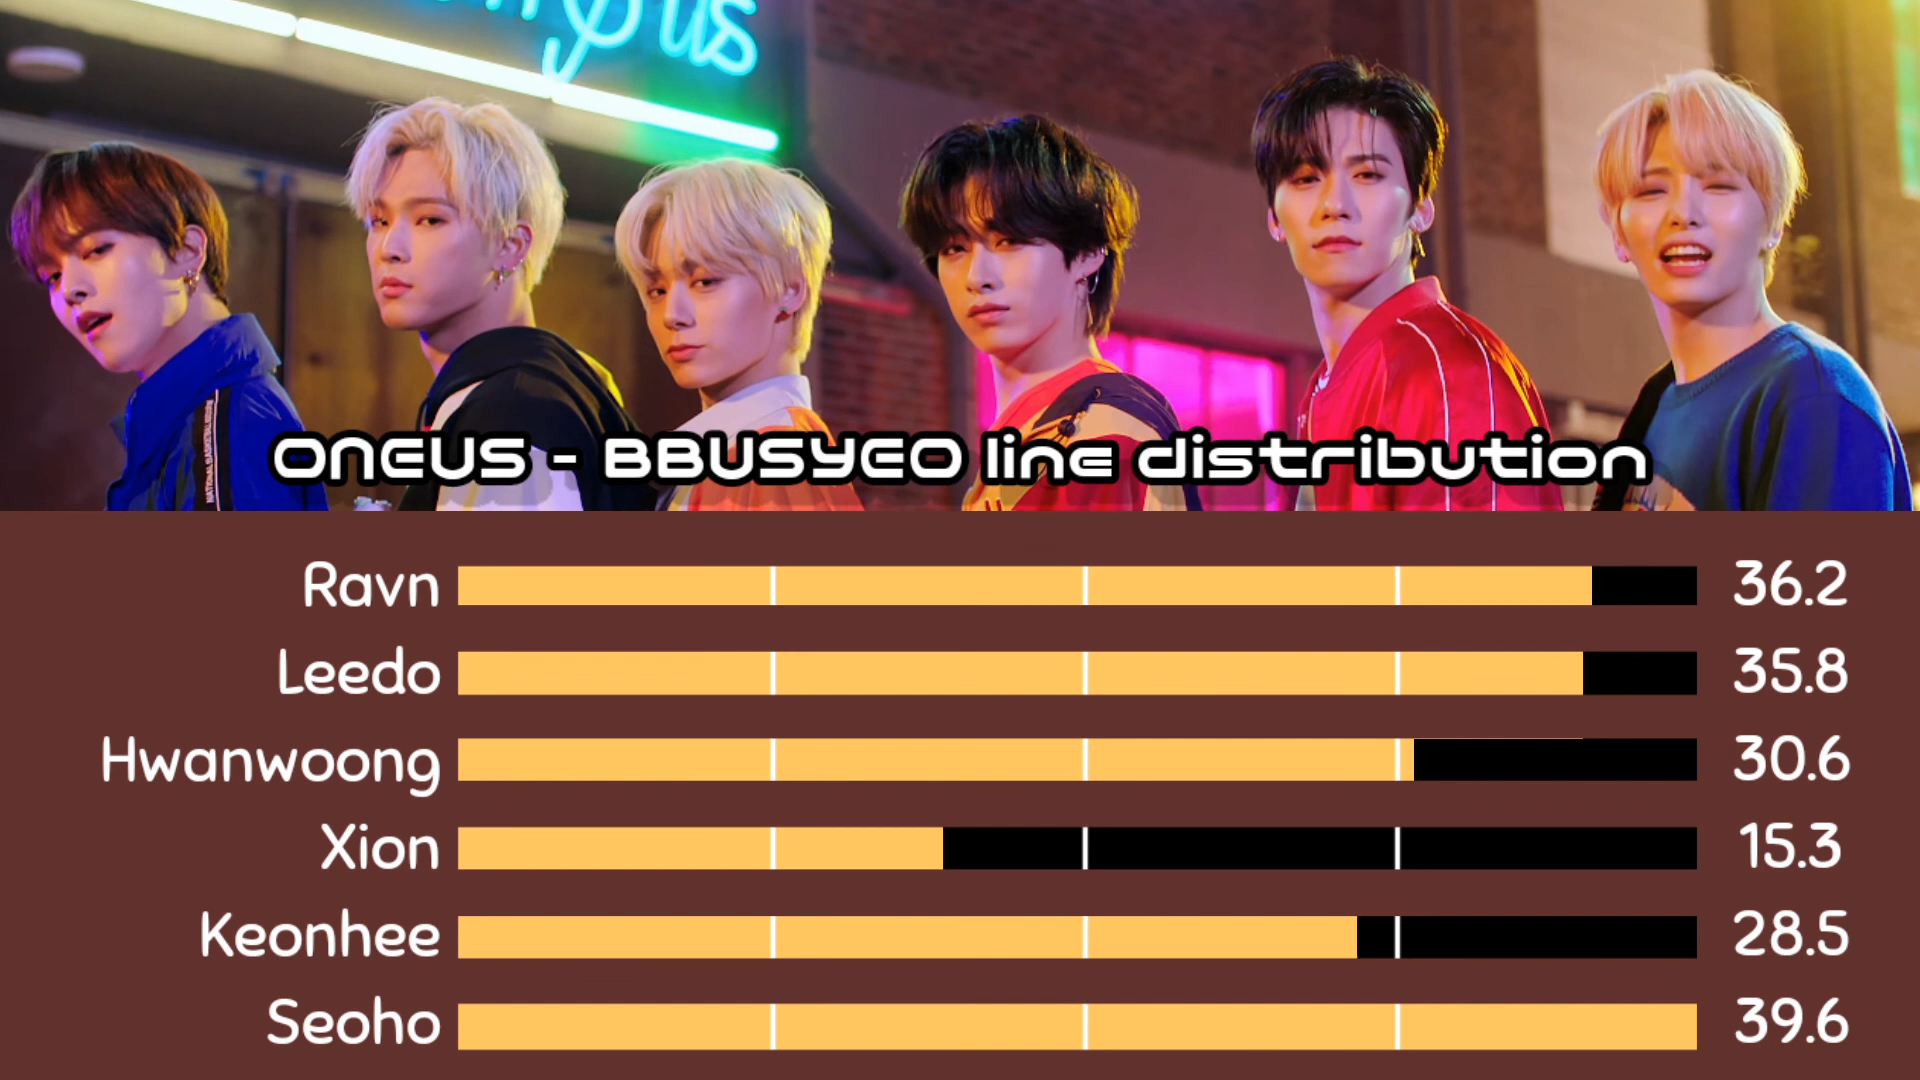 us
ONEUS - BBUSYEO line distribution
Ravn 36.2
Leedo 35.8
Hwanwoong 30.6
Xion 15.3
Keonhee 28.5
Seoho 39.6